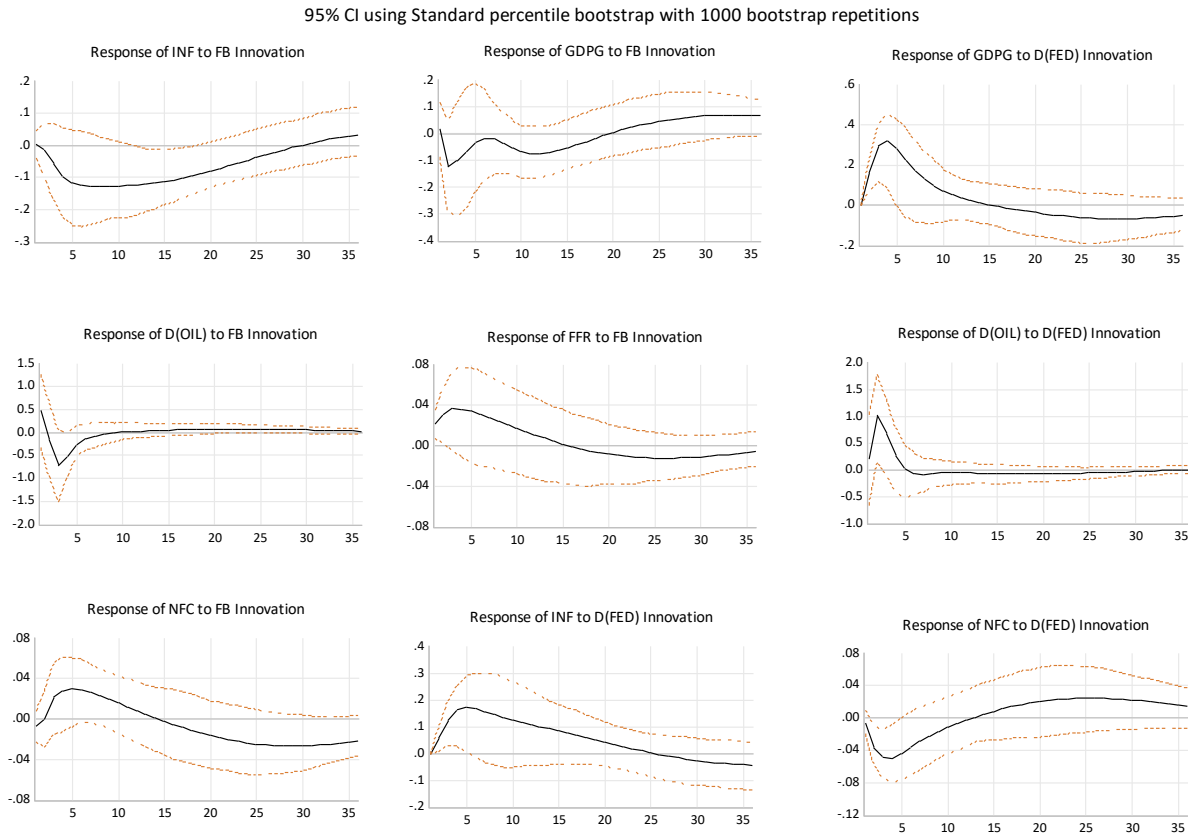 95% CI using Standard percentile bootstrap with 1000 bootstrap repetitions
Response of INF to FB Innovation
.2
.1
.0
-.1
-.2
-.3
5 10 15 20 25 30 35
Response of GDPG to FB Innovation
.2
.1
.0
-.1
-.2
-.3
-.4
5 10 15 20 25 30 35
Response of GDPG to D(FED) Innovation
.6
.4
.2
.0
-.2
5 10 15 20 25 30 35
Response of D(OIL) to FB Innovation
1.5
1.0
0.5
0.0
-0.5
-1.0
-1.5
-2.0
5 10 15 20 25 30 35
Response of FFR to FB Innovation
.08
.04
.00
-.04
-.08
5 10 15 20 25 30 35
Response of D(OIL) to D(FED) Innovation
2.0
1.5
1.0
0.5
0.0
-0.5
-1.0
5 10 15 20 25 30 35
Response of NFC to FB Innovation
.08
.04
.00
-.04
-.08
5 10 15 20 25 30 35
Response of INF to D(FED) Innovation
.4
.3
.2
.1
.0
-.1
-.2
5 10 15 20 25 30 35
Response of NFC to D(FED) Innovation
.08
.04
.00
-.04
-.08
-.12
5 10 15 20 25 30 35